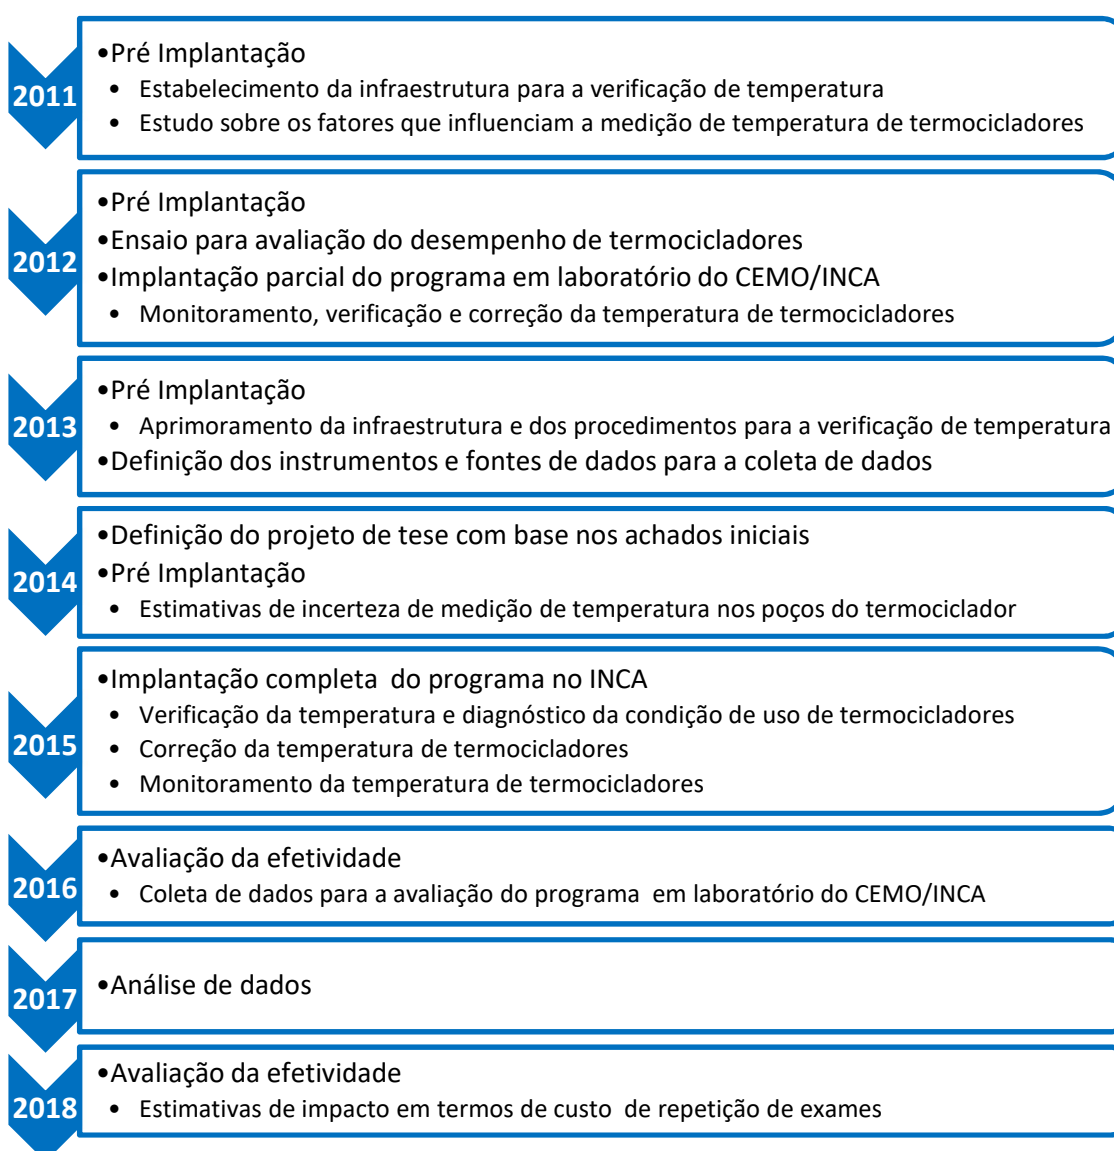 2011
•Pré Implantação
• Estabelecimento da infraestrutura para a verificação de temperatura
• Estudo sobre os fatores que influenciam a medição de temperatura de termocicladores
2012
•Pré Implantação
•Ensaio para avaliação do desempenho de termocicladores
•Implantação parcial do programa em laboratório do CEMO/INCA
• Monitoramento, verificação e correção da temperatura de termocicladores
2013
•Pré Implantação
• Aprimoramento da infraestrutura e dos procedimentos para a verificação de temperatura
•Definição dos instrumentos e fontes de dados para a coleta de dados
2014
•Definição do projeto de tese com base nos achados iniciais
•Pré Implantação
• Estimativas de incerteza de medição de temperatura nos poços do termociclador
2015
•Implantação completa do programa no INCA
• Verificação da temperatura e diagnóstico da condição de uso de termocicladores
• Correção da temperatura de termocicladores
• Monitoramento da temperatura de termocicladores
2016
•Avaliação da efetividade
• Coleta de dados para a avaliação do programa em laboratório do CEMO/INCA
2017
•Análise de dados
2018
•Avaliação da efetividade
• Estimativas de impacto em termos de custo de repetição de exames